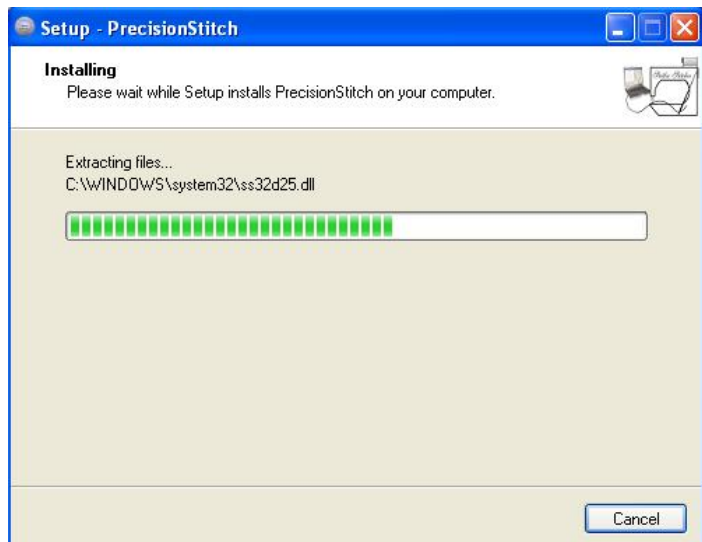 Setup - PrecisionStitch
Installing
Please wait while Setup installs PrecisionStitch on your computer.
Extracting files...
C:\WINDOWS\system32\ss32d25.dll
Cancel